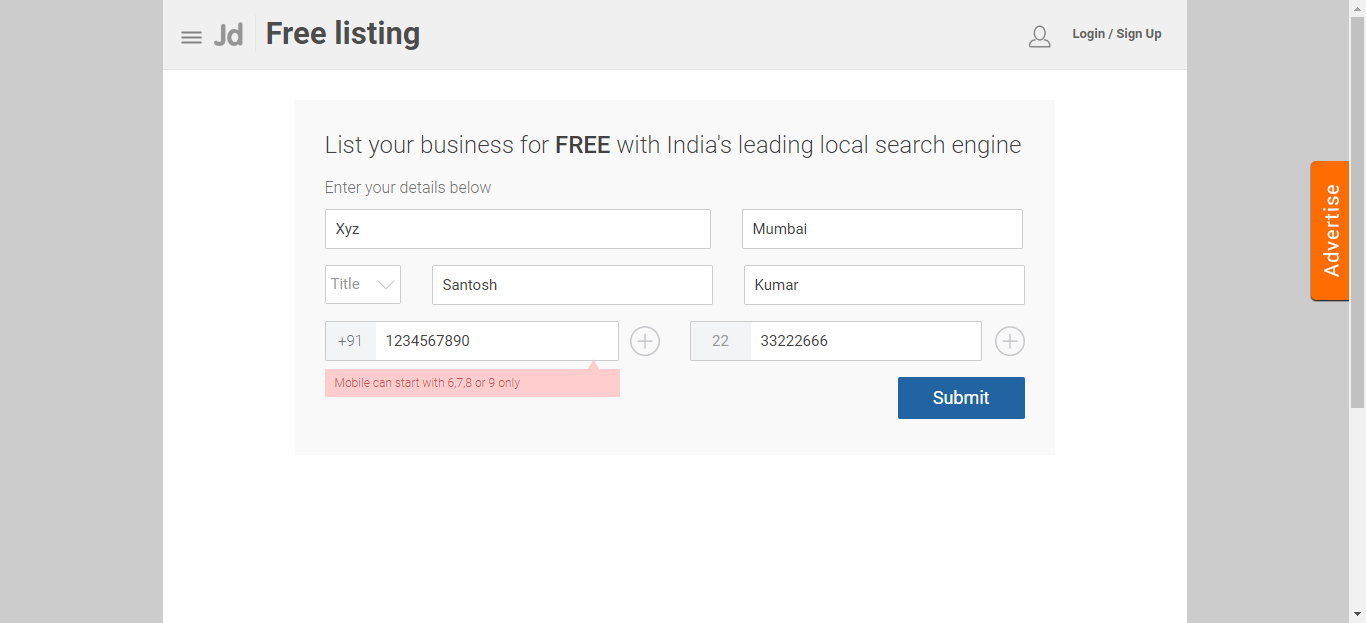 Jd Free listing Login / Sign Up
List your business for FREE with India's leading local search engine
Enter your details below
Xyz Mumbai
Title Santosh Kumar
+91 1234567890 22 33222666
Mobile can start with 6,7,8 or 9 only
Submit
Advertise